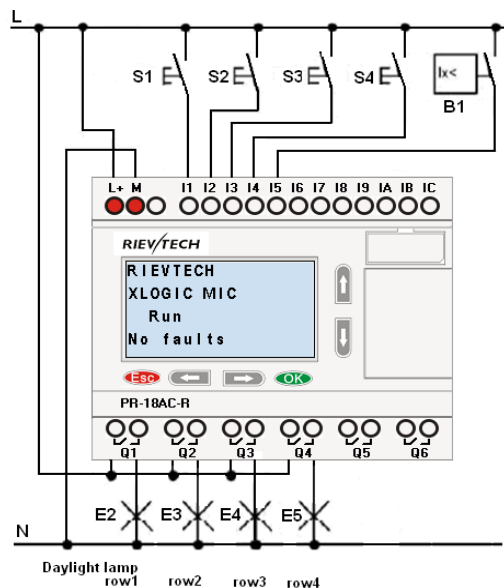 L
S1 S2 S3 S4 Ix< B1
L+ M I1 I2 I3 I4 I5 I6 I7 I8 I9 IA IB IC
RIEVTECH
RIEVTECH
XLOGIC MIC
Run
No faults
Esc OK
PR-18AC-R
Q1 Q2 Q3 Q4 Q5 Q6
E2 E3 E4 E5
N
Daylight lamp
row1 row2 row3 row4